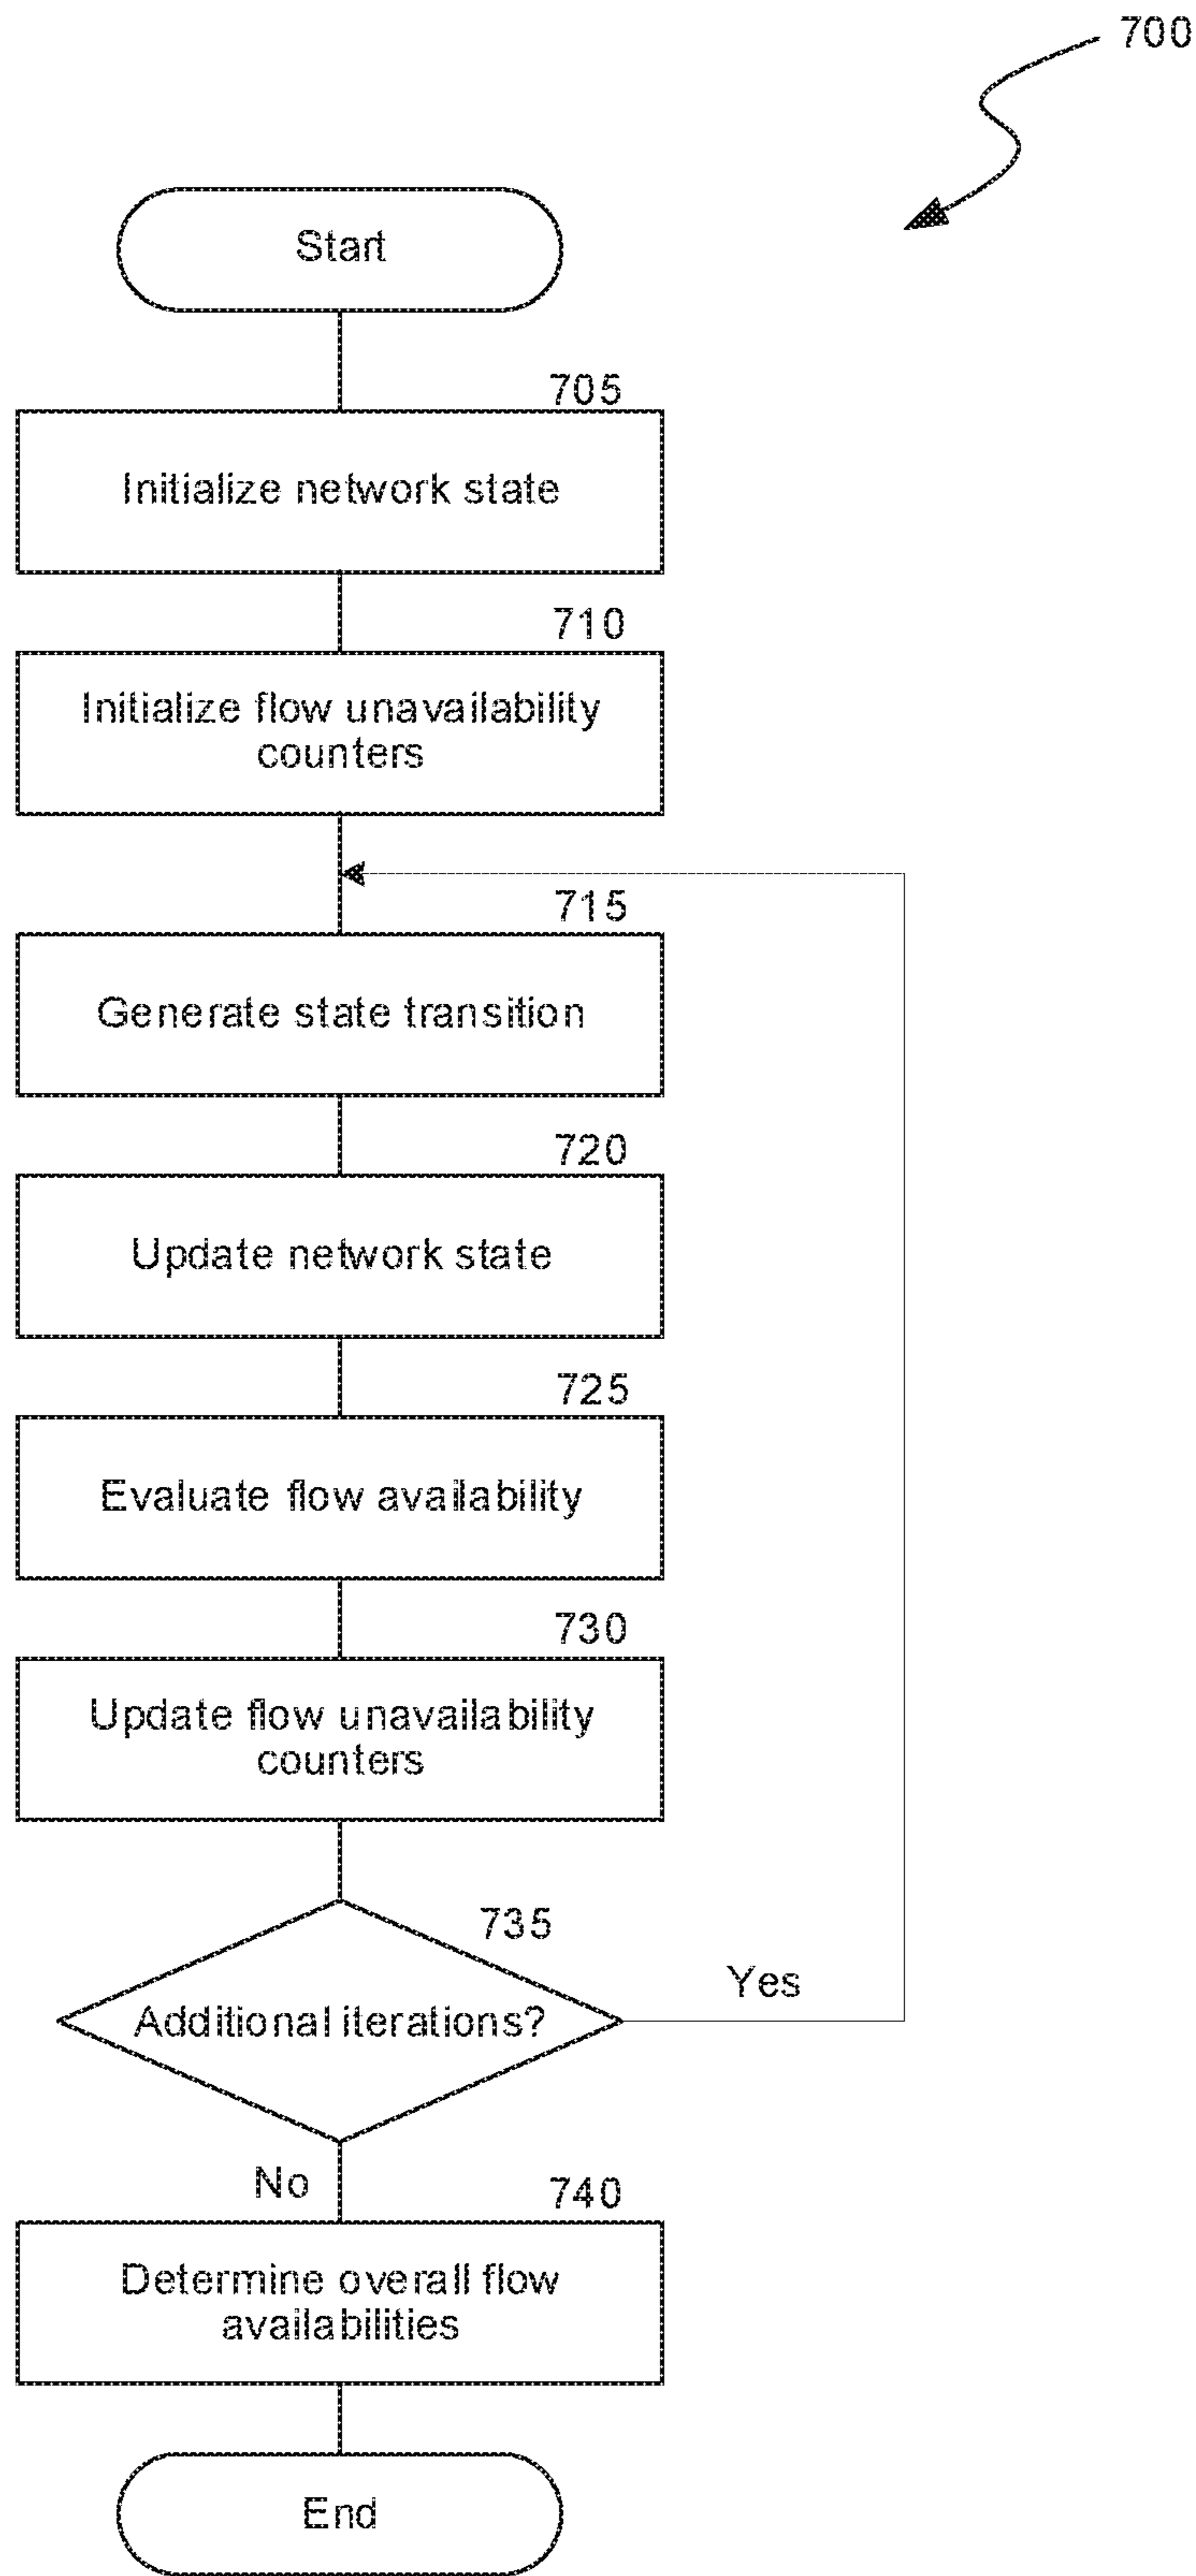 700
Start
705
Initialize network state
710
Initialize flow unavailability
counters
715
Generate state transition
720
Update network state
725
Evaluate flow availability
730
Update flow unavailability
counters
735
Additional iterations?
Yes
No
740
Determine overall flow
availabilities
End